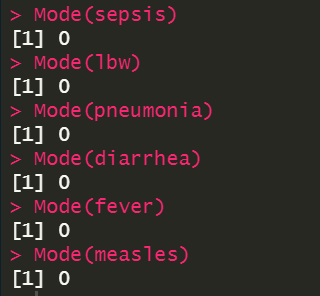 > Mode(sepsis)
[1] 0
> Mode(lbw)
[1] 0
> Mode(pneumonia)
[1] 0
> Mode(diarrhea)
[1] 0
> Mode(fever)
[1] 0
> Mode(measles)
[1] 0